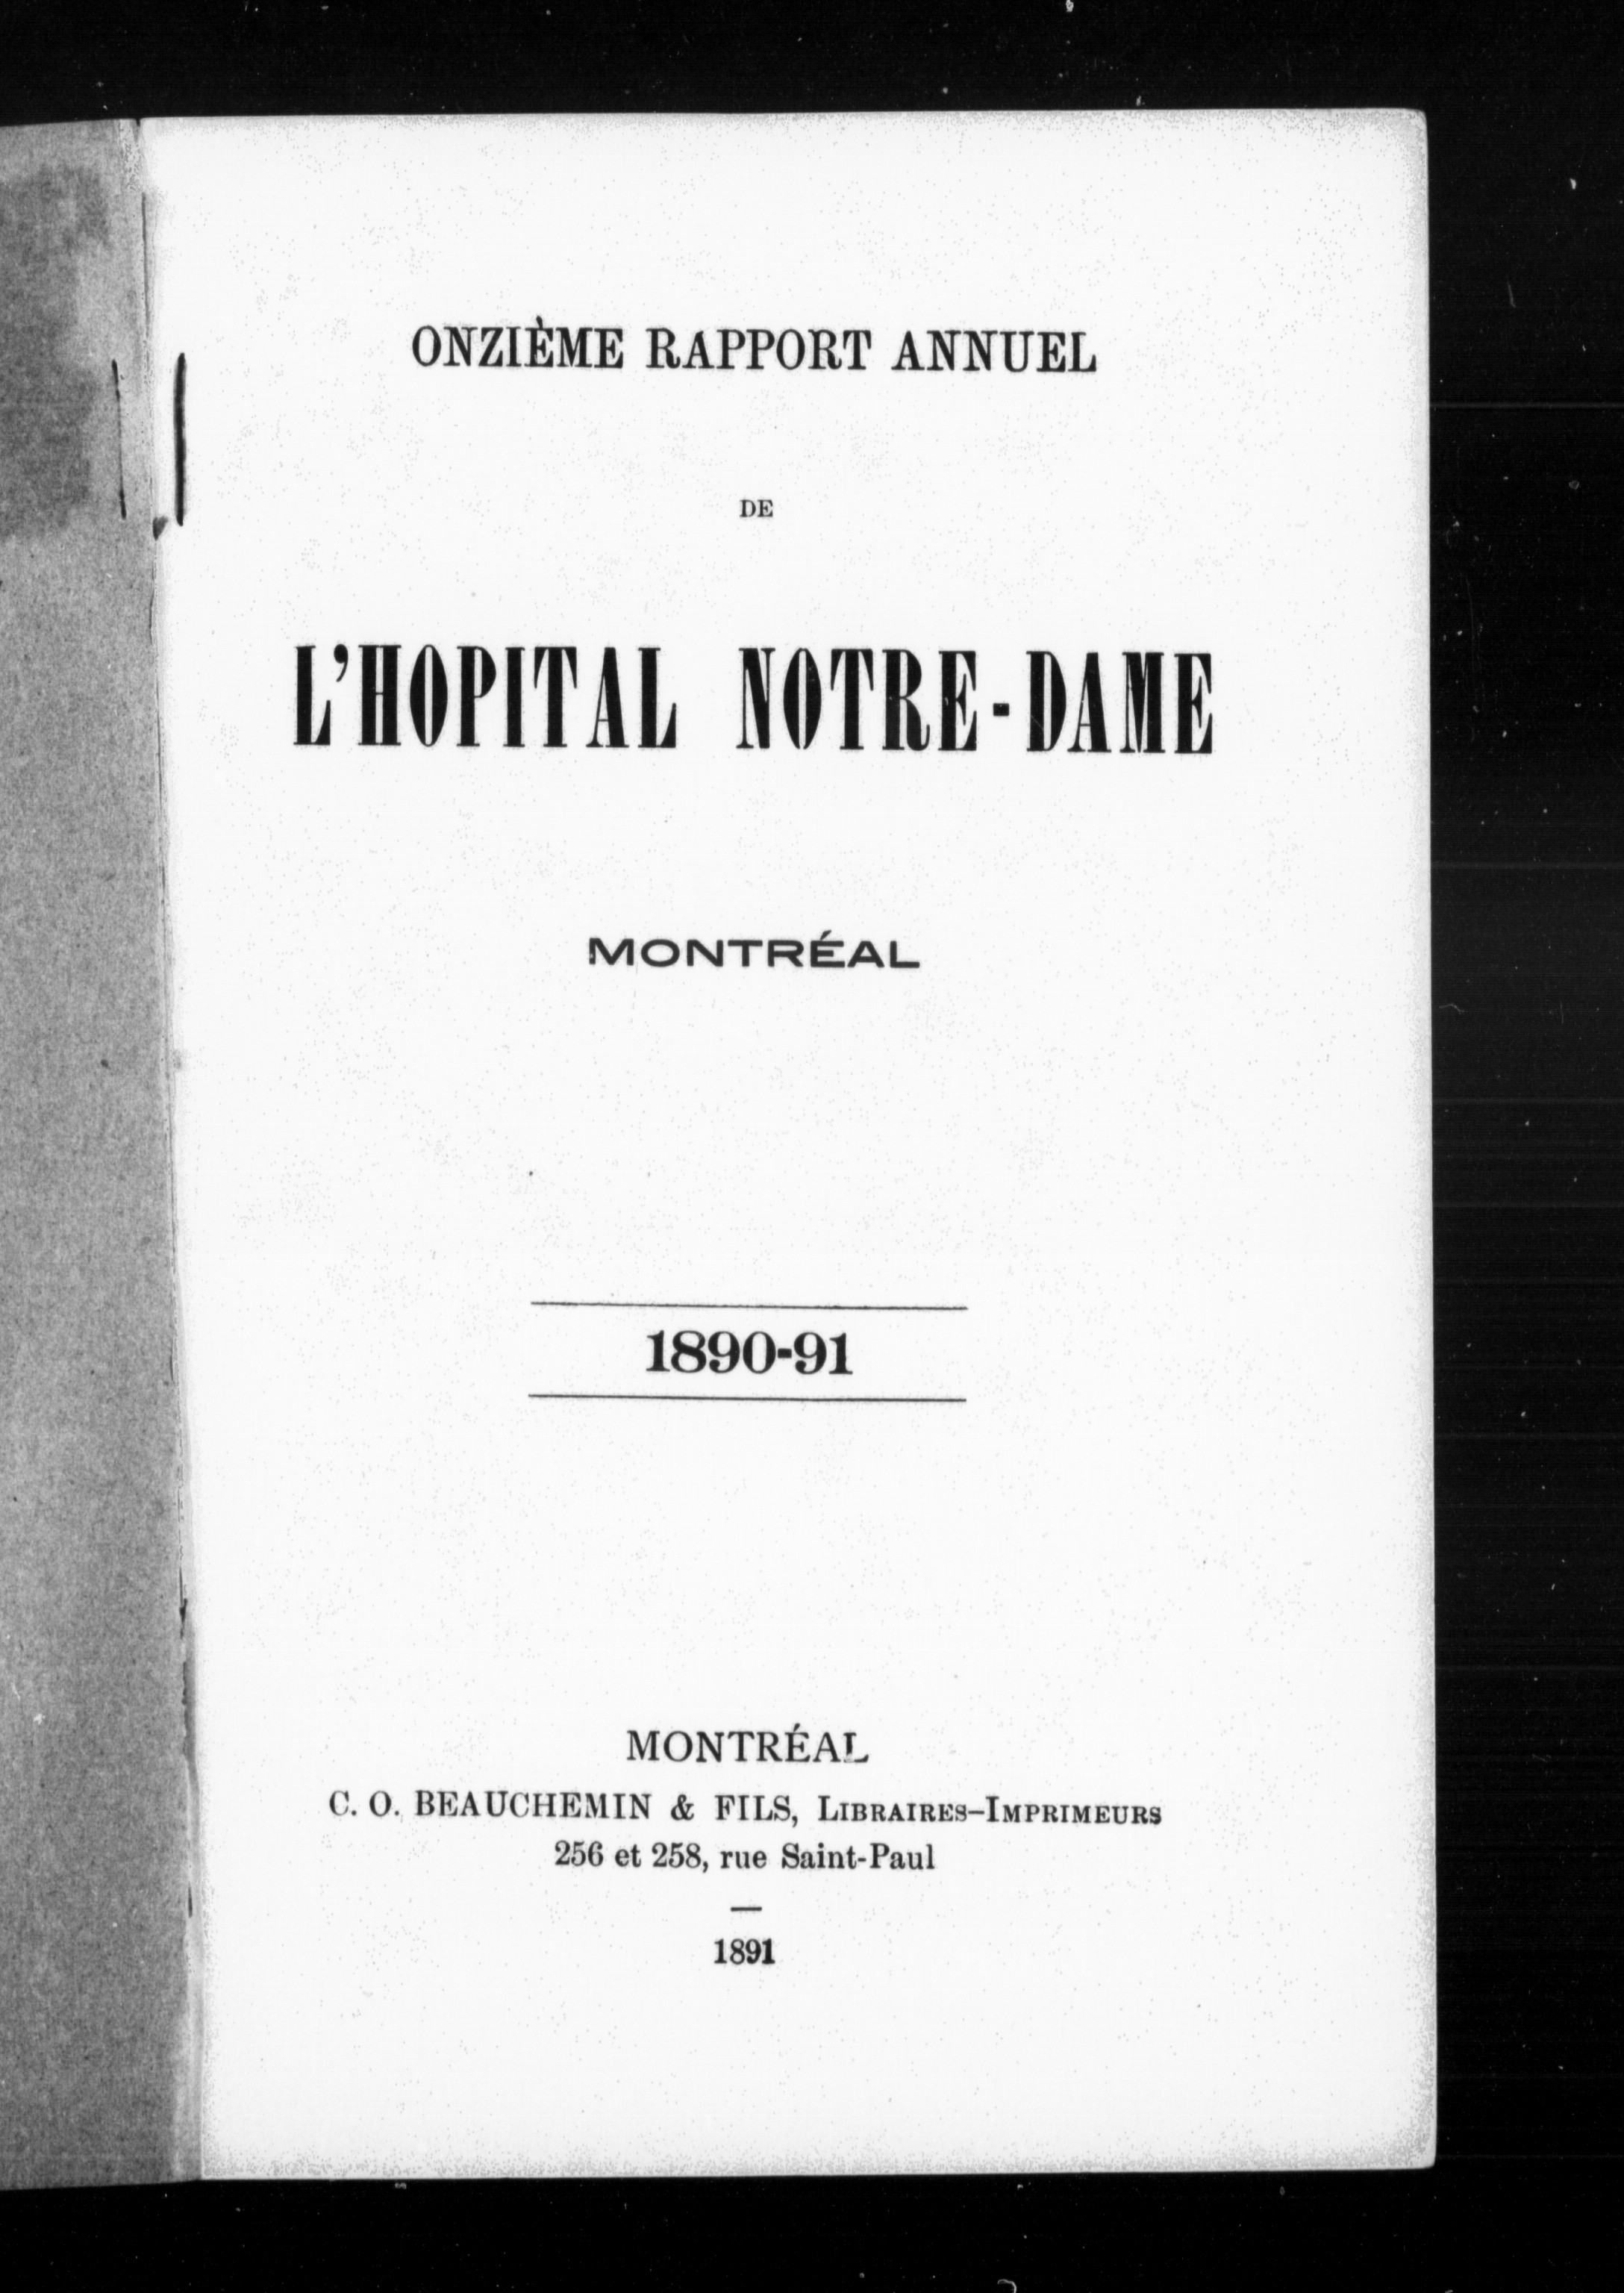 ONZIÈME RAPPORT ANNUEL
DE
L'HOPITAL NOTRE-DAME
MONTRÉAL
1890-91
MONTRÉAL
C. O. BEAUCHEMIN & FILS, LIBRAIRES-IMPRIMEURS
256 et 258, rue Saint-Paul
1891